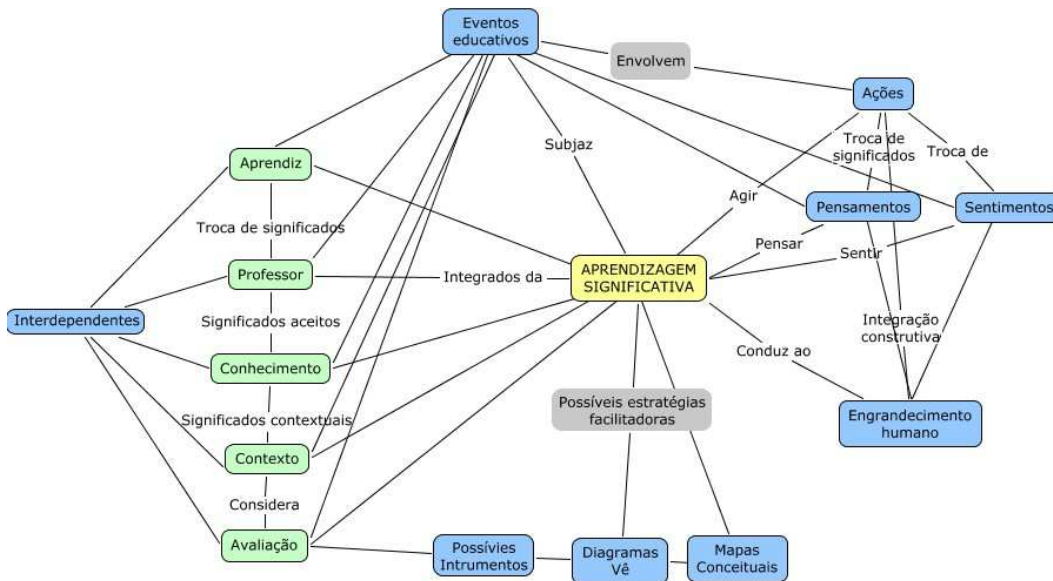 Eventos
educativos
Envolvem
Ações
Subjaz
Troca de
significados
Troca de
Aprendiz
Agir
Pensamentos
Sentimentos
Troca de significados
Pensar
Sentir
Professor
Integrados da
APRENDIZAGEM
SIGNIFICATIVA
Interdependentes
Significados aceitos
Integração
construtiva
Conhecimento
Conduz ao
Possíveis estratégias
facilitadoras
Significados contextuais
Engrandecimento
humano
Contexto
Considera
Avaliação
Possívies
Intrumentos
Diagramas
Vê
Mapas
Conceituais